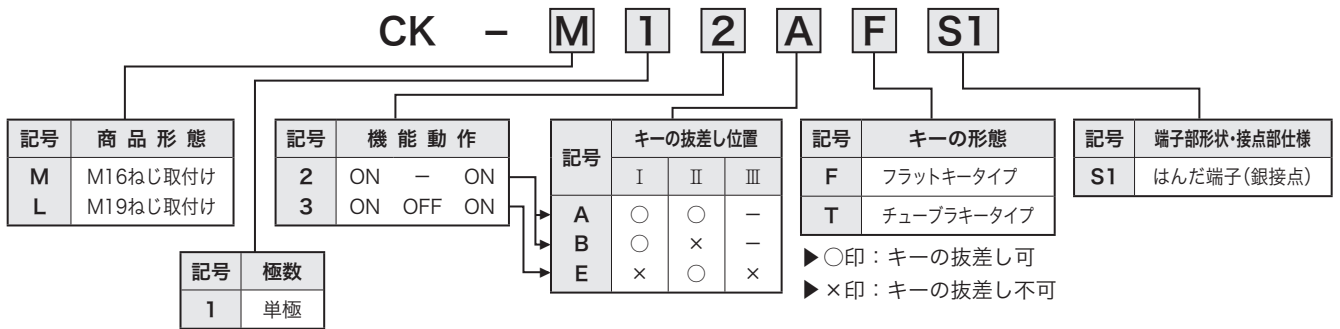 CK - M 1 2 A F S1
記号 商品形態
M M16ねじ取付け
L M19ねじ取付け
記号 極数
1 単極
記号 機能動作
2 ON － ON
3 ON OFF ON
記号 キーの抜差し位置
Ⅰ Ⅱ Ⅲ
A ○ ○ －
B ○ × －
E × ○ ×
記号 キーの形態
F フラットキータイプ
T チューブラキータイプ
▶○印：キーの抜差し可
▶×印：キーの抜差し不可
記号 端子部形状・接点部仕様
S1 はんだ端子（銀接点）